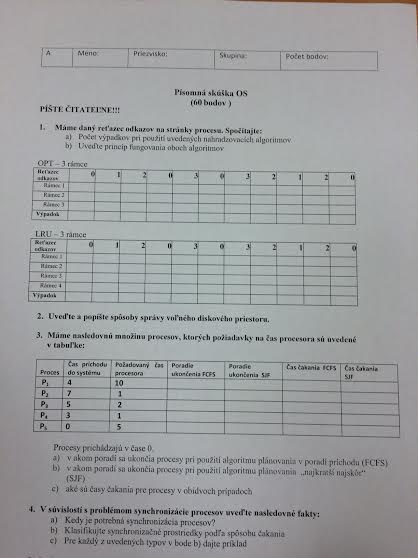 A Meno: Priezvisko: Skupina: Počet bodov:
Písomná skúška OS
(60 bodov )
PÍŠTE ČITATEĽNE!!!
1. Máme daný reťazec odkazov na stránky procesu. Spočítajte:
a) Počet výpadkov pri použití uvedených nahradzovacích algoritmov
b) Uveďte princíp fungovania oboch algoritmov
OPT – 3 rámce
Reťazec odkazov 0 1 2 0 3 0 3 2 1 2 0
Rámec 1
Rámec 2
Rámec 3
Výpadok
LRU – 3 rámce
Reťazec odkazov 0 1 2 0 3 0 3 2 1 2 0
Rámec 1
Rámec 2
Rámec 3
Rámec 4
Výpadok
2. Uveďte a popíšte spôsoby správy voľného diskového priestoru.
3. Máme nasledovnú množinu procesov, ktorých požiadavky na čas procesora sú uvedené
v tabuľke:
Proces Čas príchodu do systému Požadovaný čas procesora Poradie ukončenia FCFS Poradie ukončenia SJF Čas čakania FCFS Čas čakania SJF
P1 4 10
P2 7 1
P3 5 2
P4 3 1
P5 0 5
Procesy prichádzajú v čase 0.
a) v akom poradí sa ukončia procesy pri použití algoritmu plánovania v poradí príchodu (FCFS)
b) v akom poradí sa ukončia procesy pri použití algoritmu plánovania „najkratší najskôr“
(SJF)
c) aké sú časy čakania pre procesy v obidvoch prípadoch
4. V súvislosti s problémom synchronizácie procesov uveďte nasledovné fakty:
a) Kedy je potrebná synchronizácia procesov?
b) Klasifikujte synchronizačné prostriedky podľa spôsobu čakania
c) Pre každý z uvedených typov v bode b) dajte príklad